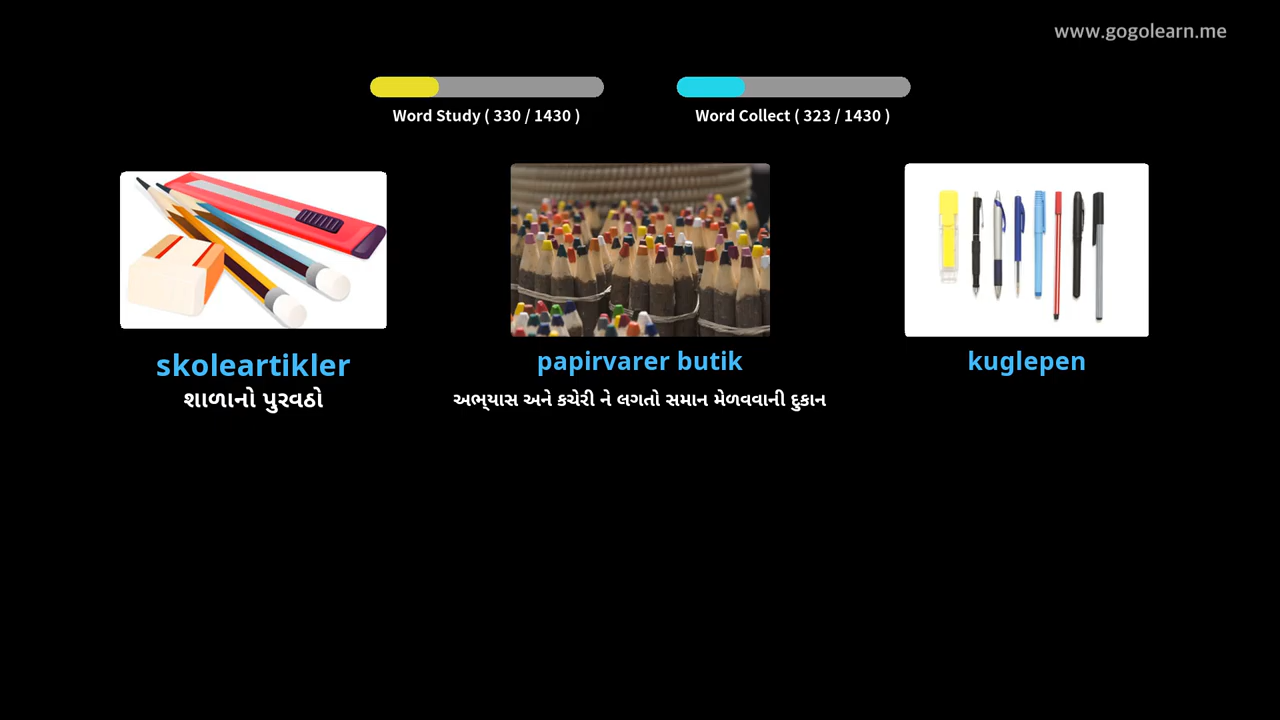 www.gogolearn.me
Word Study ( 330 / 1430 )
Word Collect ( 323 / 1430 )
skoleartikler
શાળાનો પુરવઠો
papirvarer butik
અભ્યાસ અને કચેરી ને લગતો સમાન મેળવવાની દુકાન
kuglepen